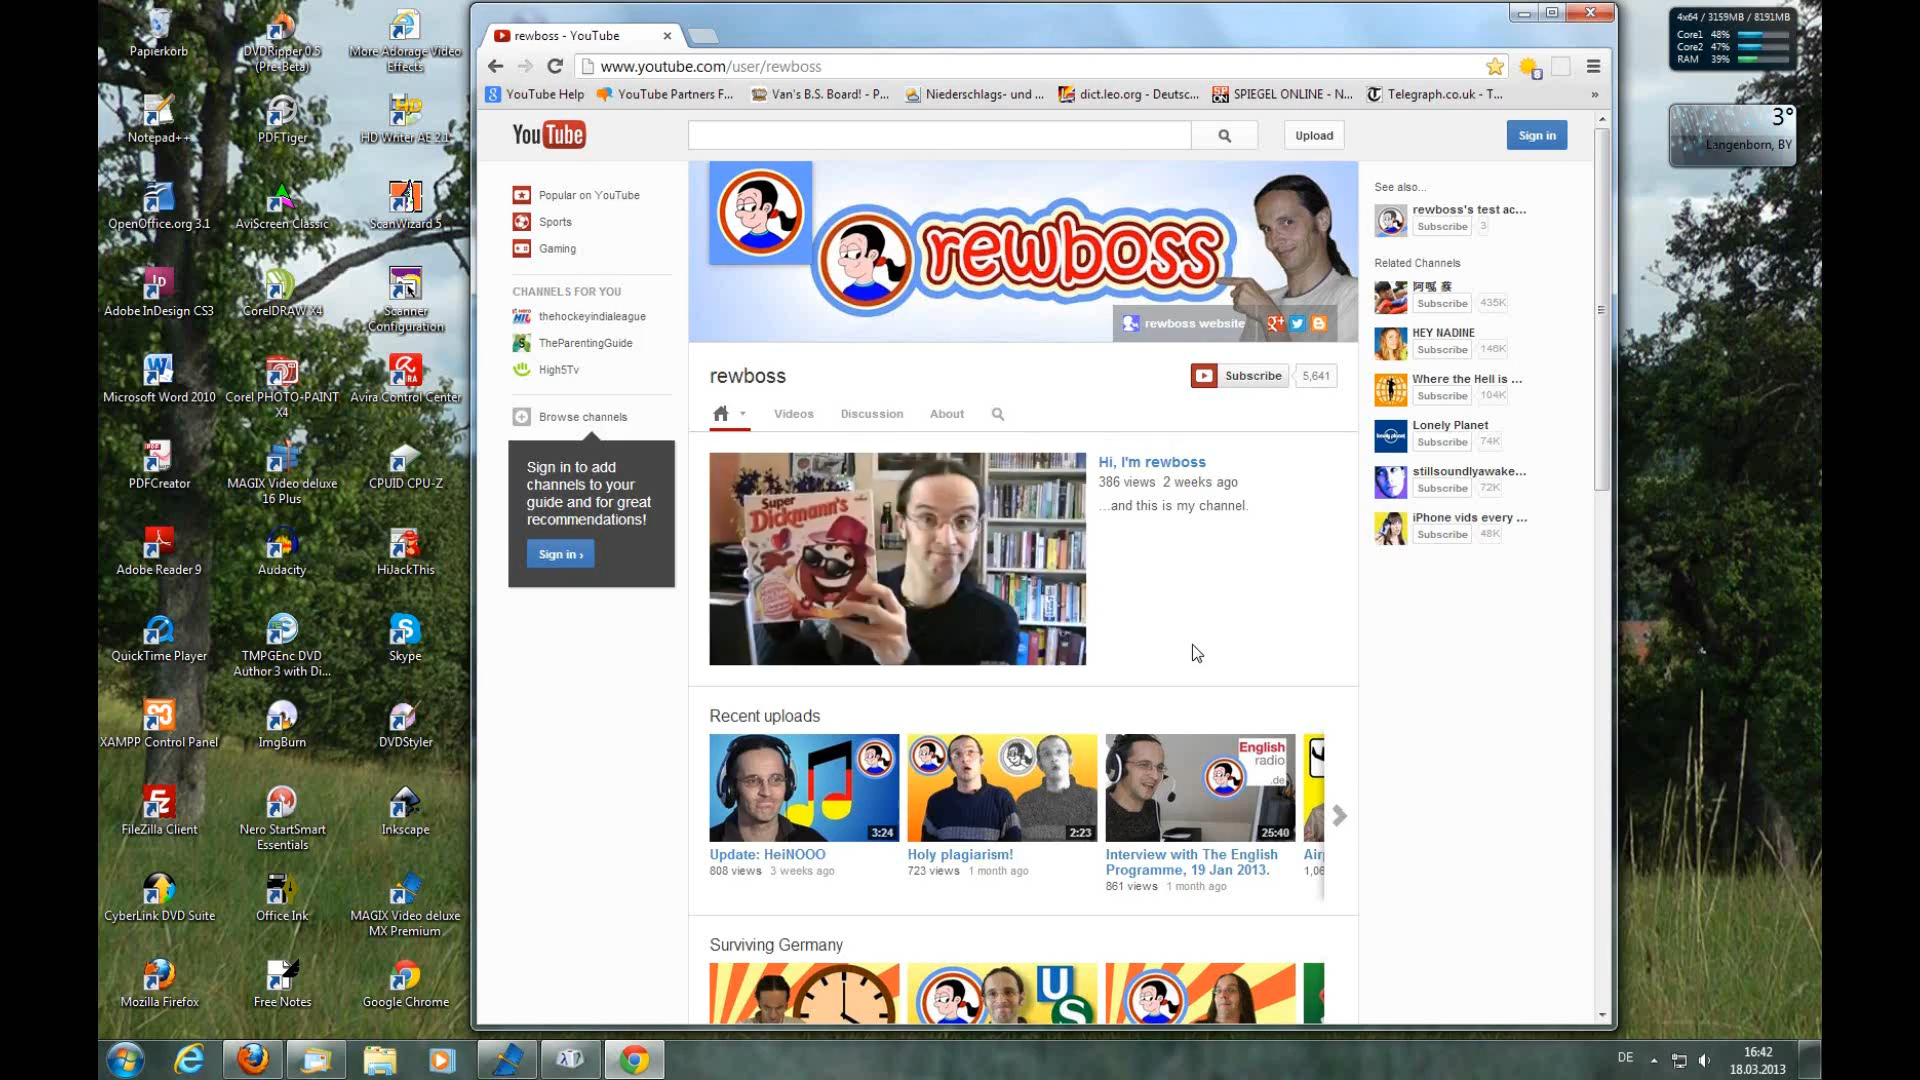 Papierkorb
DVDRipper 0.5
(Pre-Beta)
More Adorage Video
Effects
Notepad++
PDFTiger
HD Writer AE 2.1
OpenOffice.org 3.1
AviScreen Classic
ScanWizard 5
Adobe InDesign CS3
CorelDRAW X4
Scanner
Configuration
Microsoft Word 2010
Corel PHOTO-PAINT
X4
Avira Control Center
PDFCreator
MAGIX Video deluxe
16 Plus
CPUID CPU-Z
Adobe Reader 9
Audacity
HiJackThis
QuickTime Player
TMPGEnc DVD
Author 3 with Di...
Skype
XAMPP Control Panel
ImgBurn
DVDStyler
FileZilla Client
Nero StartSmart
Essentials
Inkscape
CyberLink DVD Suite
Office Ink
MAGIX Video deluxe
MX Premium
Mozilla Firefox
Free Notes
Google Chrome
rewboss - YouTube
www.youtube.com/user/rewboss
YouTube Help
YouTube Partners F...
Van's B.S. Board! - P...
Niederschlags- und ...
dict.leo.org - Deutsc...
SPIEGEL ONLINE - N...
Telegraph.co.uk - T...
YouTube
Upload
Sign in
Popular on YouTube
Sports
Gaming
CHANNELS FOR YOU
thehockeyindialeague
TheParentingGuide
High5Tv
Browse channels
Sign in to add
channels to your
guide and for great
recommendations!
Sign in ›
rewboss
rewboss website
rewboss
Subscribe
5,641
Videos
Discussion
About
Super
Dickmann's
Hi, I'm rewboss
386 views 2 weeks ago
...and this is my channel.
Recent uploads
3:24
Update: HeiNOOO
808 views 3 weeks ago
2:23
Holy plagiarism!
723 views 1 month ago
English
radio
.de
25:40
Interview with The English
Programme, 19 Jan 2013.
861 views 1 month ago
Surviving Germany
U
S
See also...
rewboss's test ac...
Subscribe 3
Related Channels
Subscribe 435K
HEY NADINE
Subscribe 146K
Where the Hell is ...
Subscribe 104K
Lonely Planet
Subscribe 74K
stillsoundlyawake...
Subscribe 72K
iPhone vids every ...
Subscribe 48K
4x64 / 3159MB / 8191MB
Core1 48%
Core2 47%
RAM 39%
3°
Langenborn, BY
DE
16:42
18.03.2013